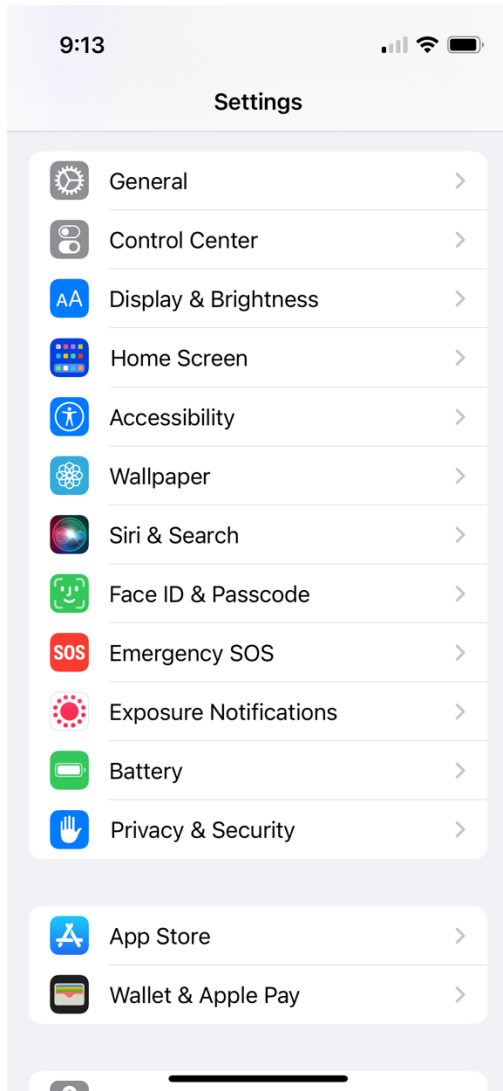 9:13
Settings
General
Control Center
AA Display & Brightness
Home Screen
Accessibility
Wallpaper
Siri & Search
Face ID & Passcode
SOS Emergency SOS
Exposure Notifications
Battery
Privacy & Security
App Store
Wallet & Apple Pay